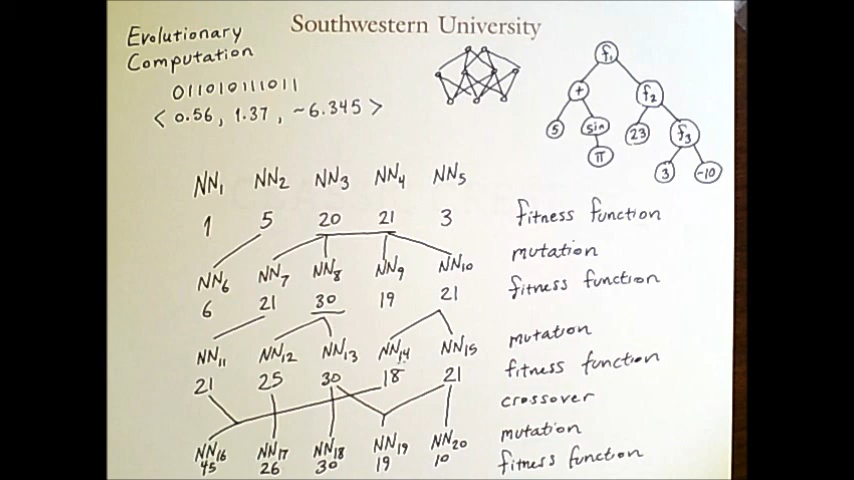 Southwestern University
Evolutionary
Computation
011010111011
< 0.56, 1.37, -6.345 >
f₁
+
f₂
5
sin
23
f₃
π
3
-10
NN₁ NN₂ NN₃ NN₄ NN₅
1 5 20 21 3 fitness function
mutation
NN₆ NN₇ NN₈ NN₉ NN₁₀
6 21 30 19 21 fitness function
mutation
NN₁₁ NN₁₂ NN₁₃ NN₁₄ NN₁₅
21 25 30 18 21 fitness function
crossover
mutation
NN₁₆ NN₁₇ NN₁₈ NN₁₉ NN₂₀
45 26 30 19 10 fitness function